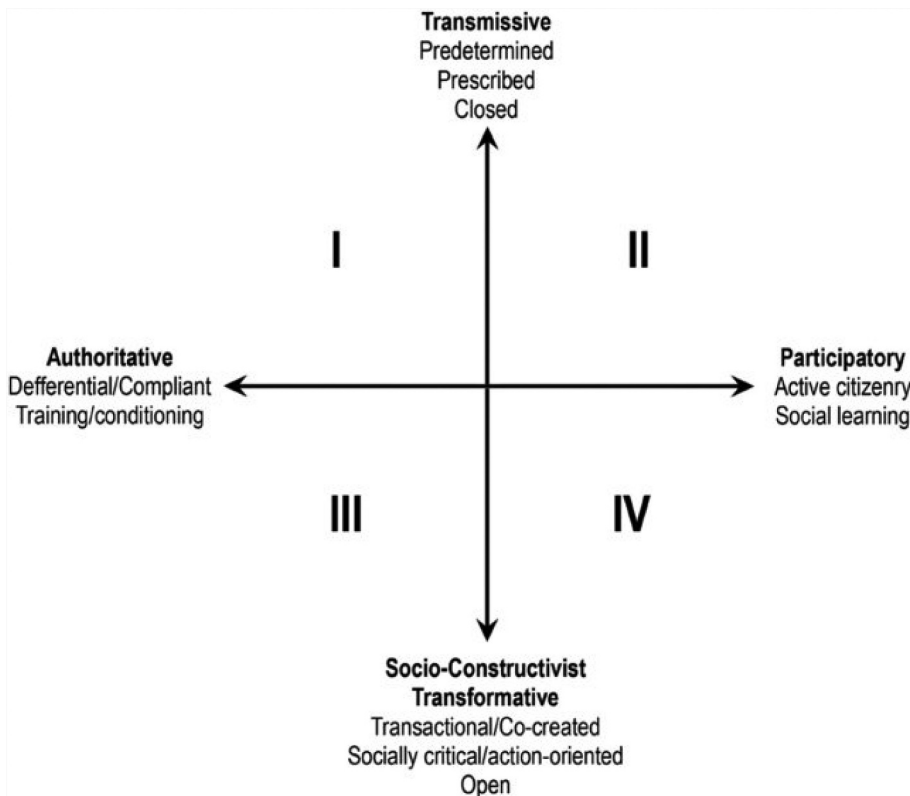 Transmissive
Predetermined
Prescribed
Closed
I
II
Authoritative
Defferential/Compliant
Training/conditioning
Participatory
Active citizenry
Social learning
III
IV
Socio-Constructivist
Transformative
Transactional/Co-created
Socially critical/action-oriented
Open